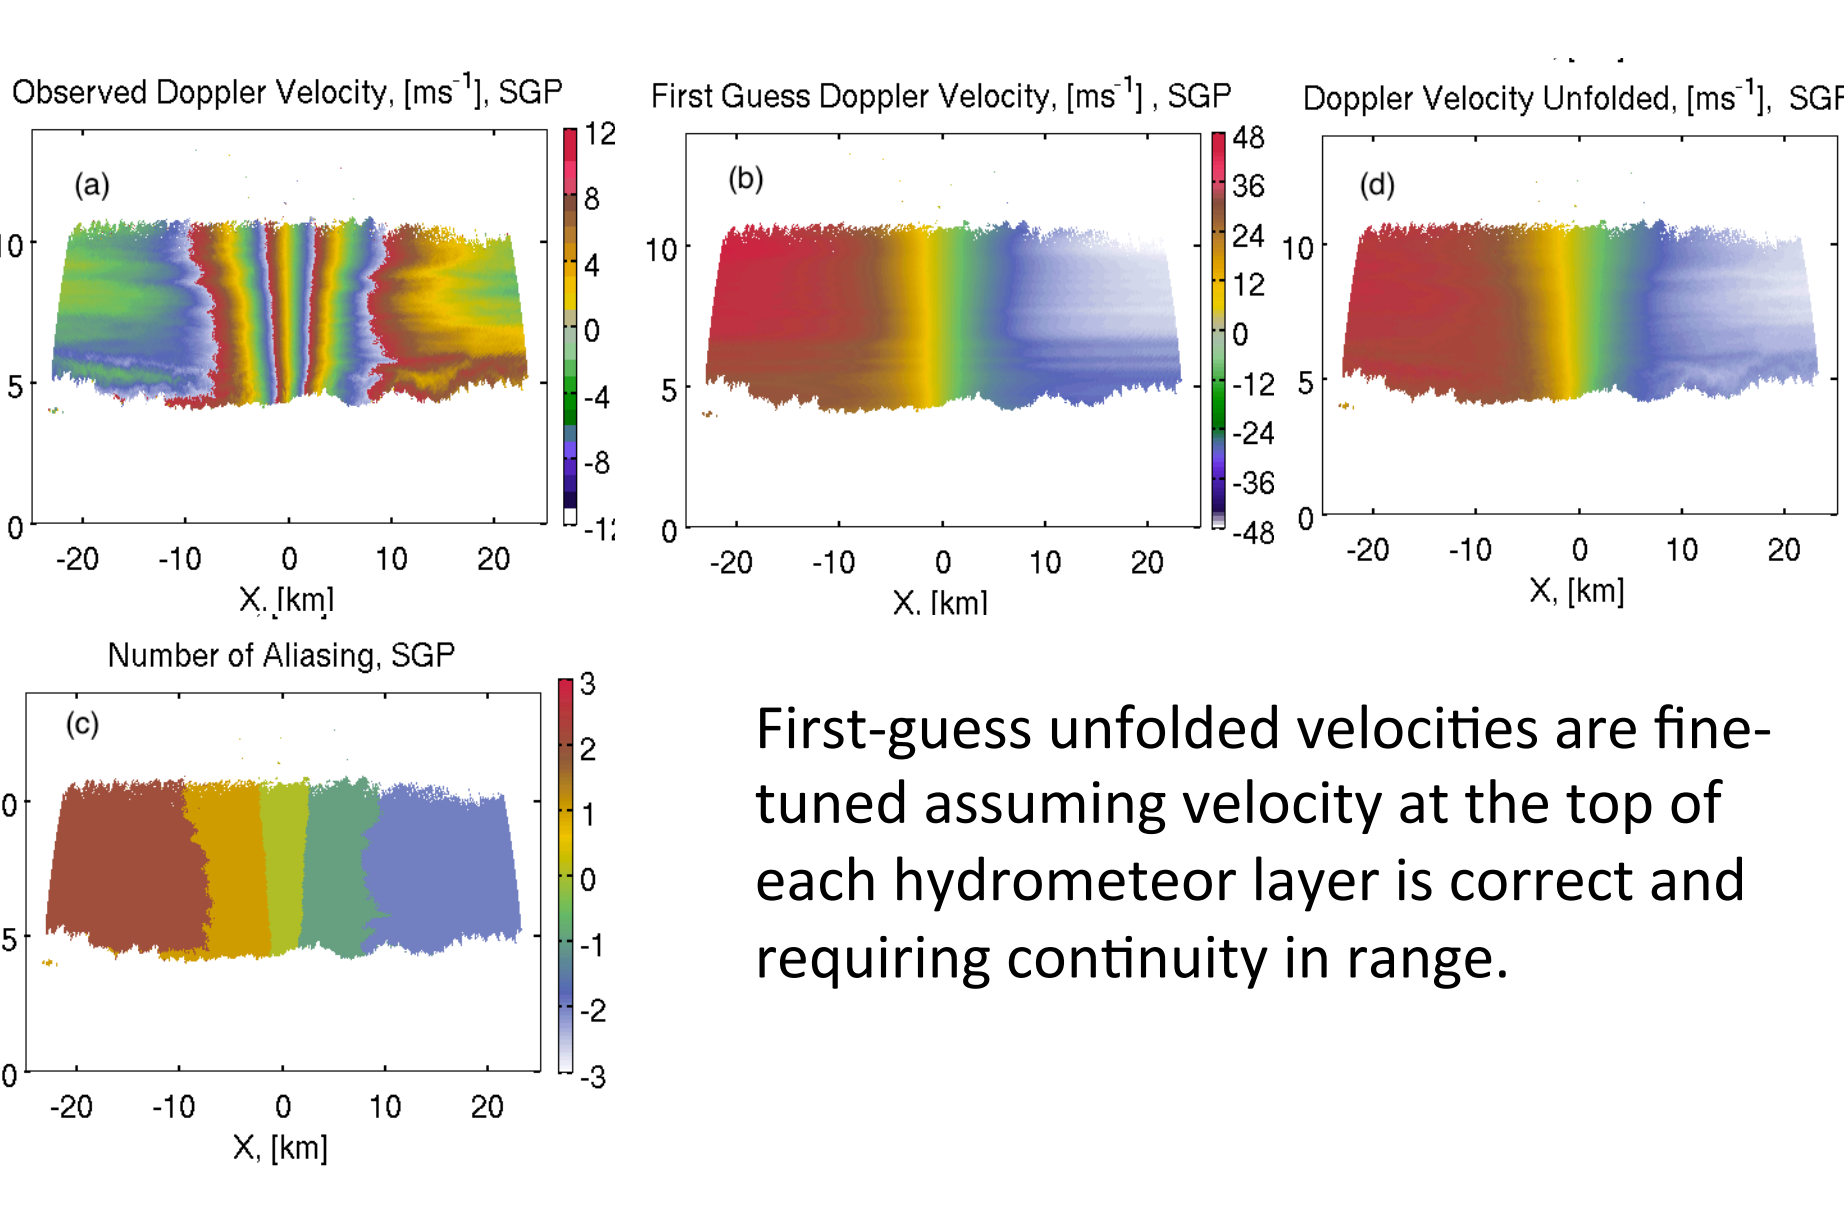 Observed Doppler Velocity, [ms-1], SGP
(a)
12
8
4
0
-4
-8
5
0
-20 -10 0 10 20
X, [km]
First Guess Doppler Velocity, [ms-1] , SGP
(b)
48
36
24
12
0
-12
-24
-36
-48
10
5
0
-20 -10 0 10 20
X, [km]
Doppler Velocity Unfolded, [ms-1],
(d)
10
5
0
-20 -10 0 10 20
X, [km]
Number of Aliasing, SGP
(c)
3
2
1
0
-1
-2
-3
5
0
-20 -10 0 10 20
X, [km]
First-guess unfolded velocities are fine-
tuned assuming velocity at the top of
each hydrometeor layer is correct and
requiring continuity in range.